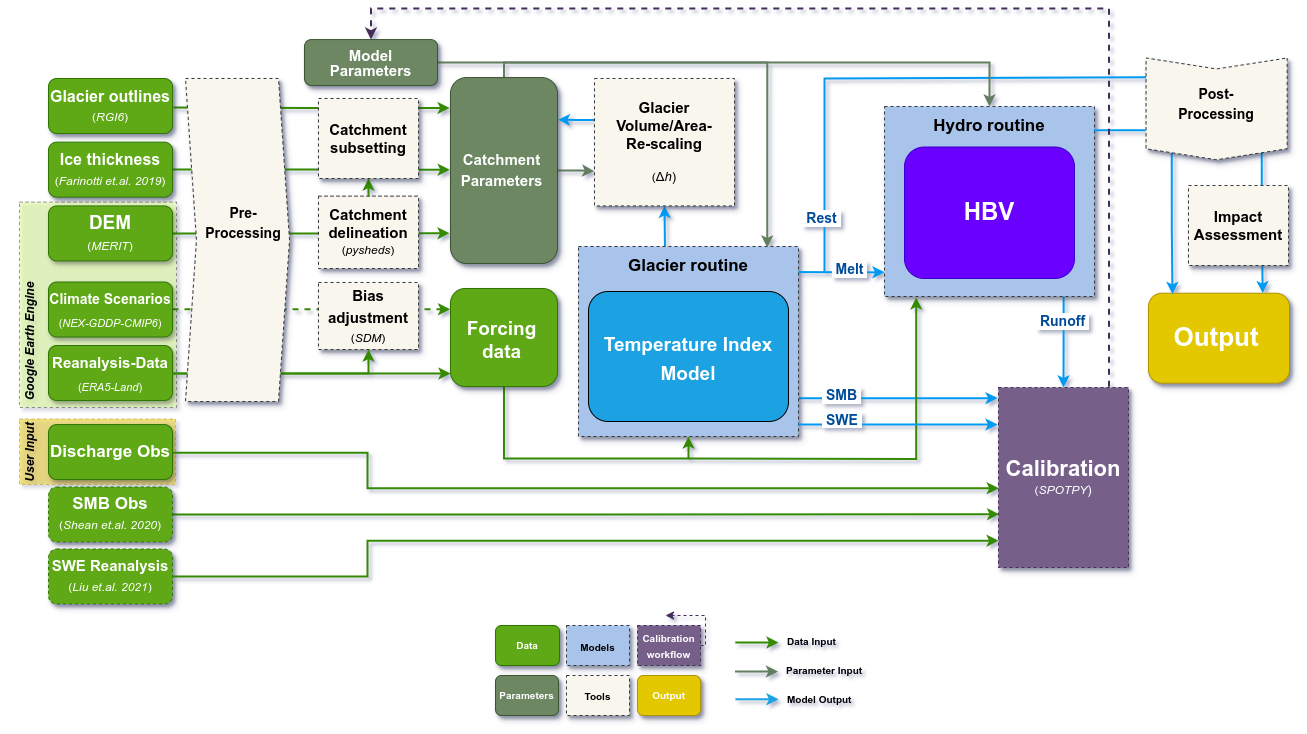 Model
Parameters
Glacier outlines
(RGI6)
Ice thickness
(Farinotti et.al. 2019)
DEM
(MERIT)
Climate Scenarios
(NEX-GDDP-CMIP6)
Reanalysis-Data
(ERA5-Land)
Google Earth Engine
User Input
Discharge Obs
SMB Obs
(Shean et.al. 2020)
SWE Reanalysis
(Liu et.al. 2021)
Pre-
Processing
Catchment
subsetting
Catchment
delineation
(pysheds)
Bias
adjustment
(SDM)
Catchment
Parameters
Forcing
data
Glacier
Volume/Area-
Re-scaling
(Δh)
Glacier routine
Temperature Index
Model
Rest
Melt
SMB
SWE
Hydro routine
HBV
Runoff
Calibration
(SPOTPY)
Post-
Processing
Impact
Assessment
Output
Data
Models
Calibration
workflow
Parameters
Tools
Output
Data Input
Parameter Input
Model Output